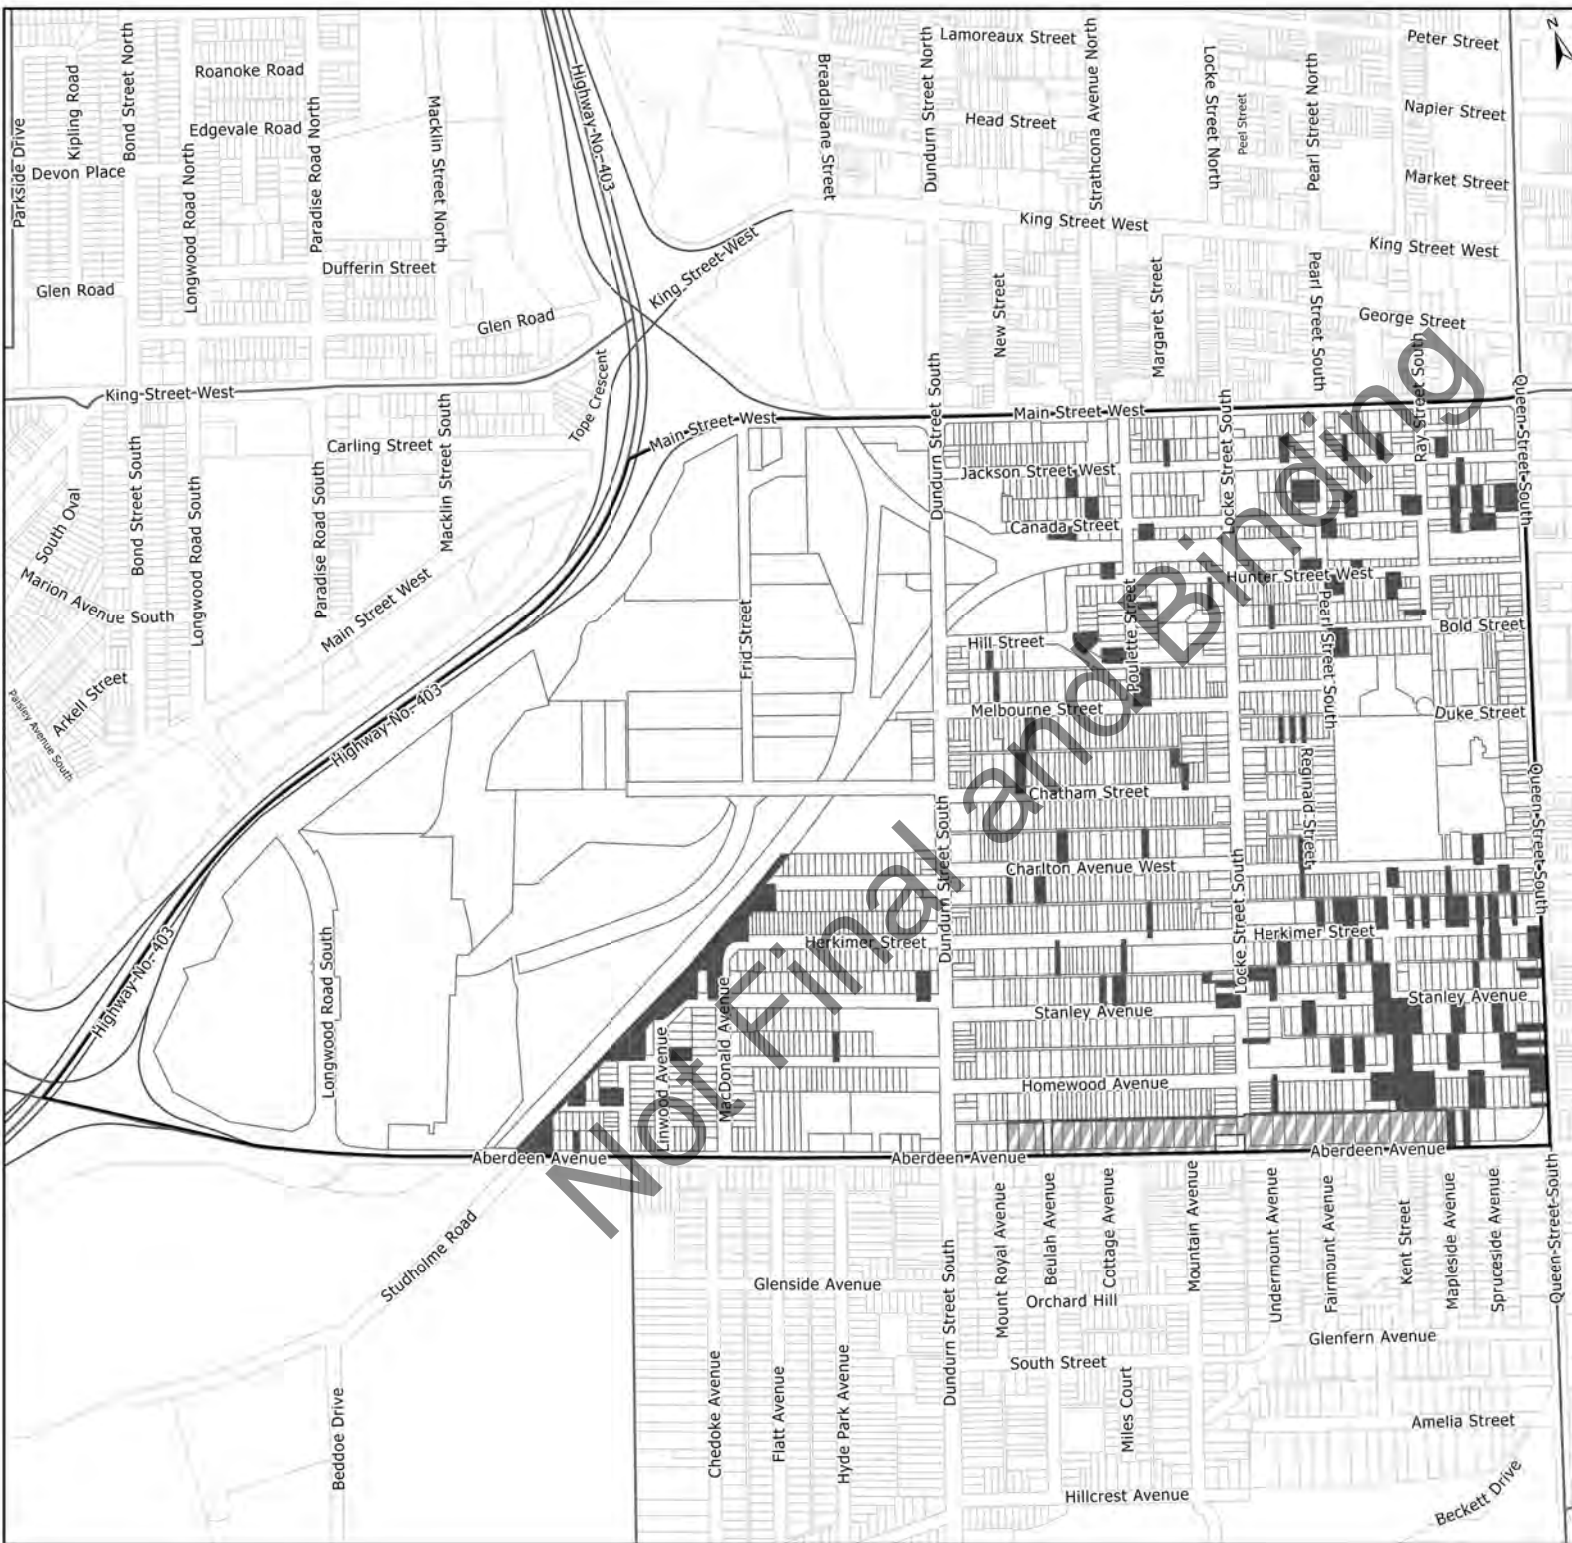 Parkside Drive
Kipling Road
Bond Street North
Devon Place
Roanoke Road
Edgevale Road
Longwood Road North
Paradise Road North
Macklin Street North
Dufferin Street
Glen Road
Glen Road
Highway No. 403
King Street West
Breadalbane Street
Dundurn Street North
Lamoreaux Street
Head Street
Strathcona Avenue North
Locke Street North
Peel Street
Pearl Street North
Peter Street
Napier Street
Market Street
N
King Street West
King Street West
New Street
Margaret Street
Pearl Street South
George Street
Ray Street South
Queen Street South
King Street West
Tope Crescent
Main Street West
Main Street West
Dundurn Street South
Locke Street South
Carling Street
Macklin Street South
Bond Street South
Longwood Road South
Paradise Road South
South Oval
Marion Avenue South
Main Street West
Arkell Street
Paisley Avenue South
Highway No. 403
Jackson Street West
Canada Street
Hunter Street West
Poulette Street
Hill Street
Frid Street
Melbourne Street
Pearl Street South
Bold Street
Duke Street
Reginald Street
Chatham Street
Queen Street South
Dundurn Street South
Charlton Avenue West
Locke Street South
Herkimer Street
Herkimer Street
Stanley Avenue
Stanley Avenue
Highway No. 403
Longwood Road South
Linwood Avenue
MacDonald Avenue
Homewood Avenue
Aberdeen Avenue
Aberdeen Avenue
Aberdeen Avenue
Studholme Road
Beddoe Drive
Glenside Avenue
Chedoke Avenue
Flatt Avenue
Hyde Park Avenue
Dundurn Street South
Mount Royal Avenue
Beulah Avenue
Cottage Avenue
Mountain Avenue
Undermount Avenue
Fairmount Avenue
Kent Street
Mapleside Avenue
Spruceside Avenue
Queen Street South
Orchard Hill
South Street
Miles Court
Glenfern Avenue
Amelia Street
Hillcrest Avenue
Beckett Drive
Not Final and Binding